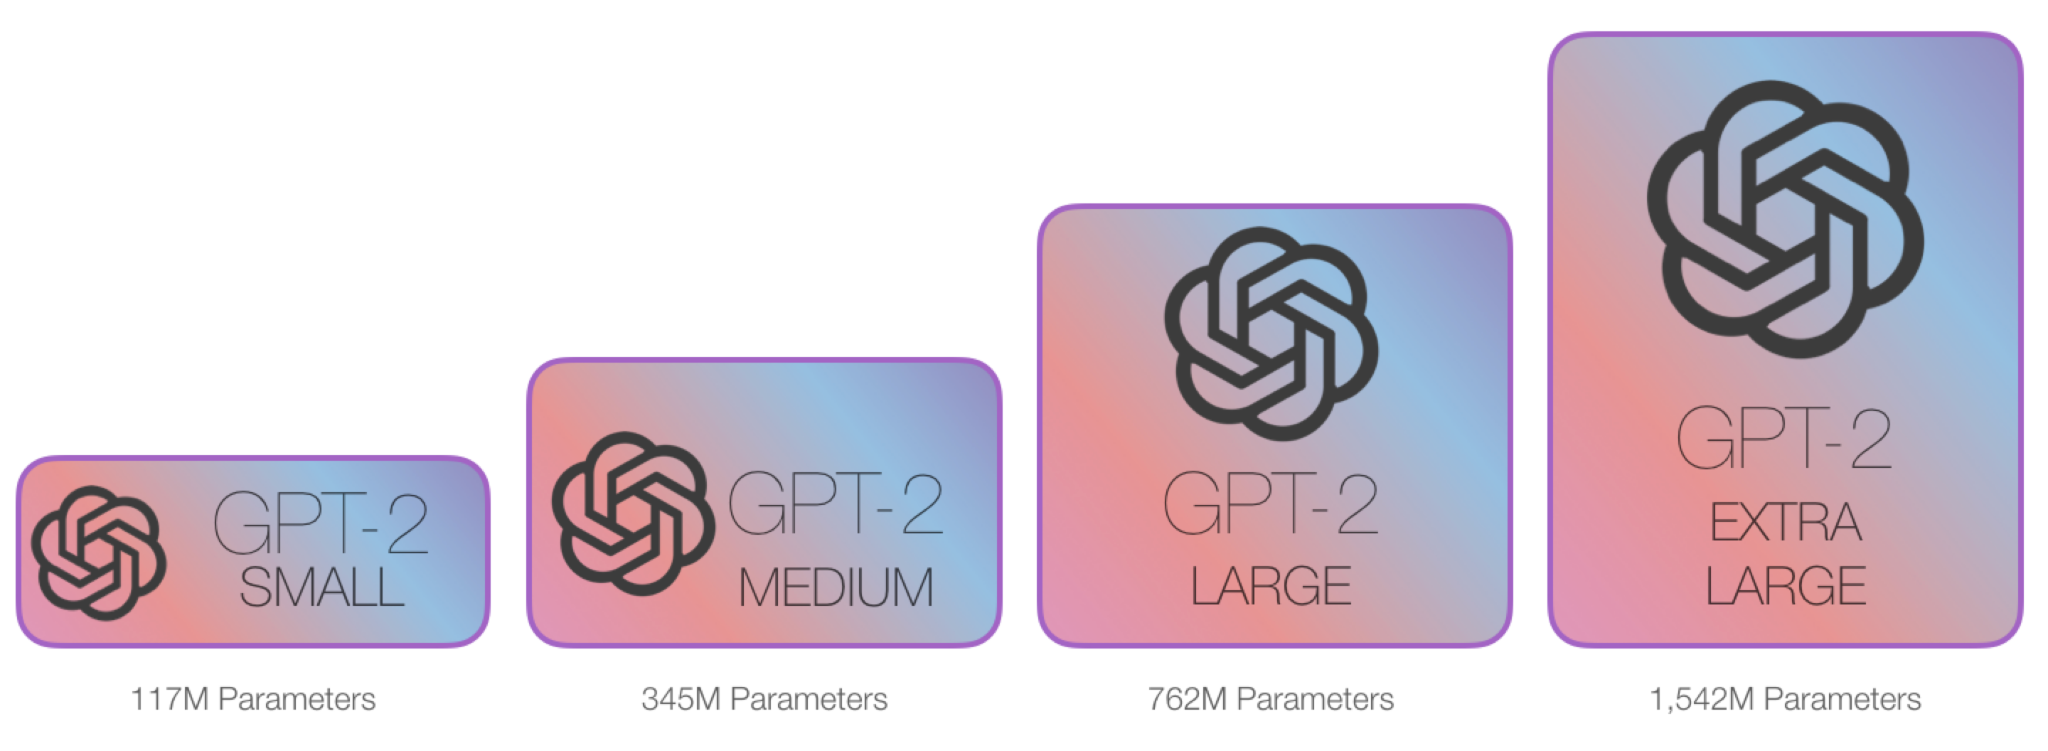 GPT-2
SMALL
117M Parameters
GPT-2
MEDIUM
345M Parameters
GPT-2
LARGE
762M Parameters
GPT-2
EXTRA
LARGE
1,542M Parameters